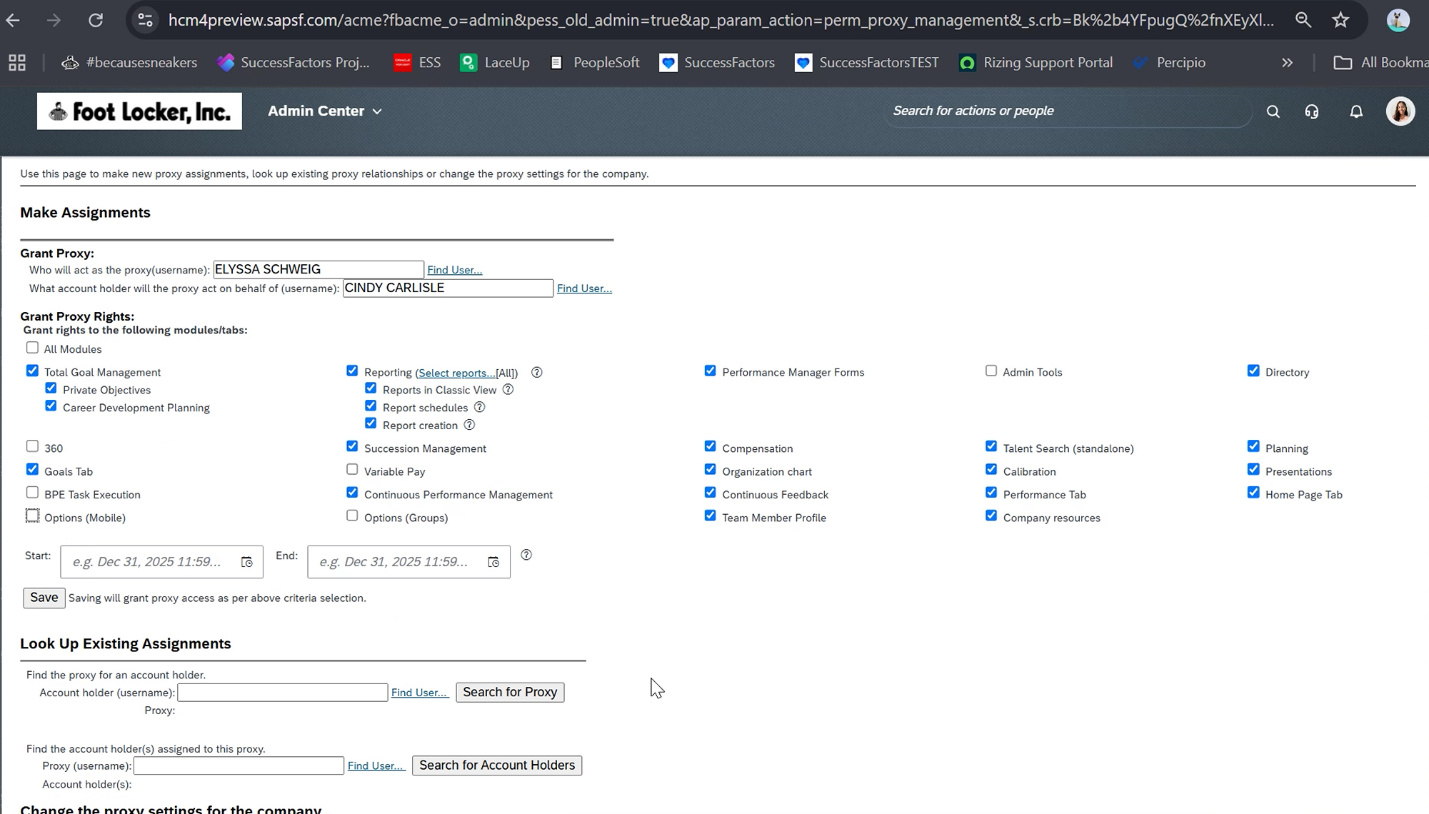 hcm4preview.sapsf.com/acme?fbacme_o=admin&pess_old_admin=true&ap_param_action=perm_proxy_management&_s.crb=Bk%2b4YFpugQ%2fnXEyXl...
#becausesneakers SuccessFactors Proj... ESS LaceUp PeopleSoft SuccessFactors SuccessFactorsTEST Rizing Support Portal Percipio » All Bookma
Foot Locker, Inc. Admin Center Search for actions or people
Use this page to make new proxy assignments, look up existing proxy relationships or change the proxy settings for the company.
Make Assignments
Grant Proxy:
Who will act as the proxy(username): ELYSSA SCHWEIG Find User...
What account holder will the proxy act on behalf of (username): CINDY CARLISLE Find User...
Grant Proxy Rights:
Grant rights to the following modules/tabs:
All Modules
Total Goal Management Reporting (Select reports...[All]) Performance Manager Forms Admin Tools Directory
Private Objectives Reports in Classic View
Career Development Planning Report schedules
Report creation
360 Succession Management Compensation Talent Search (standalone) Planning
Goals Tab Variable Pay Organization chart Calibration Presentations
BPE Task Execution Continuous Performance Management Continuous Feedback Performance Tab Home Page Tab
Options (Mobile) Options (Groups) Team Member Profile Company resources
Start: e.g. Dec 31, 2025 11:59... End: e.g. Dec 31, 2025 11:59...
Save Saving will grant proxy access as per above criteria selection.
Look Up Existing Assignments
Find the proxy for an account holder.
Account holder (username): Find User... Search for Proxy
Proxy:
Find the account holder(s) assigned to this proxy.
Proxy (username): Find User... Search for Account Holders
Account holder(s):
Change the proxy settings for the company